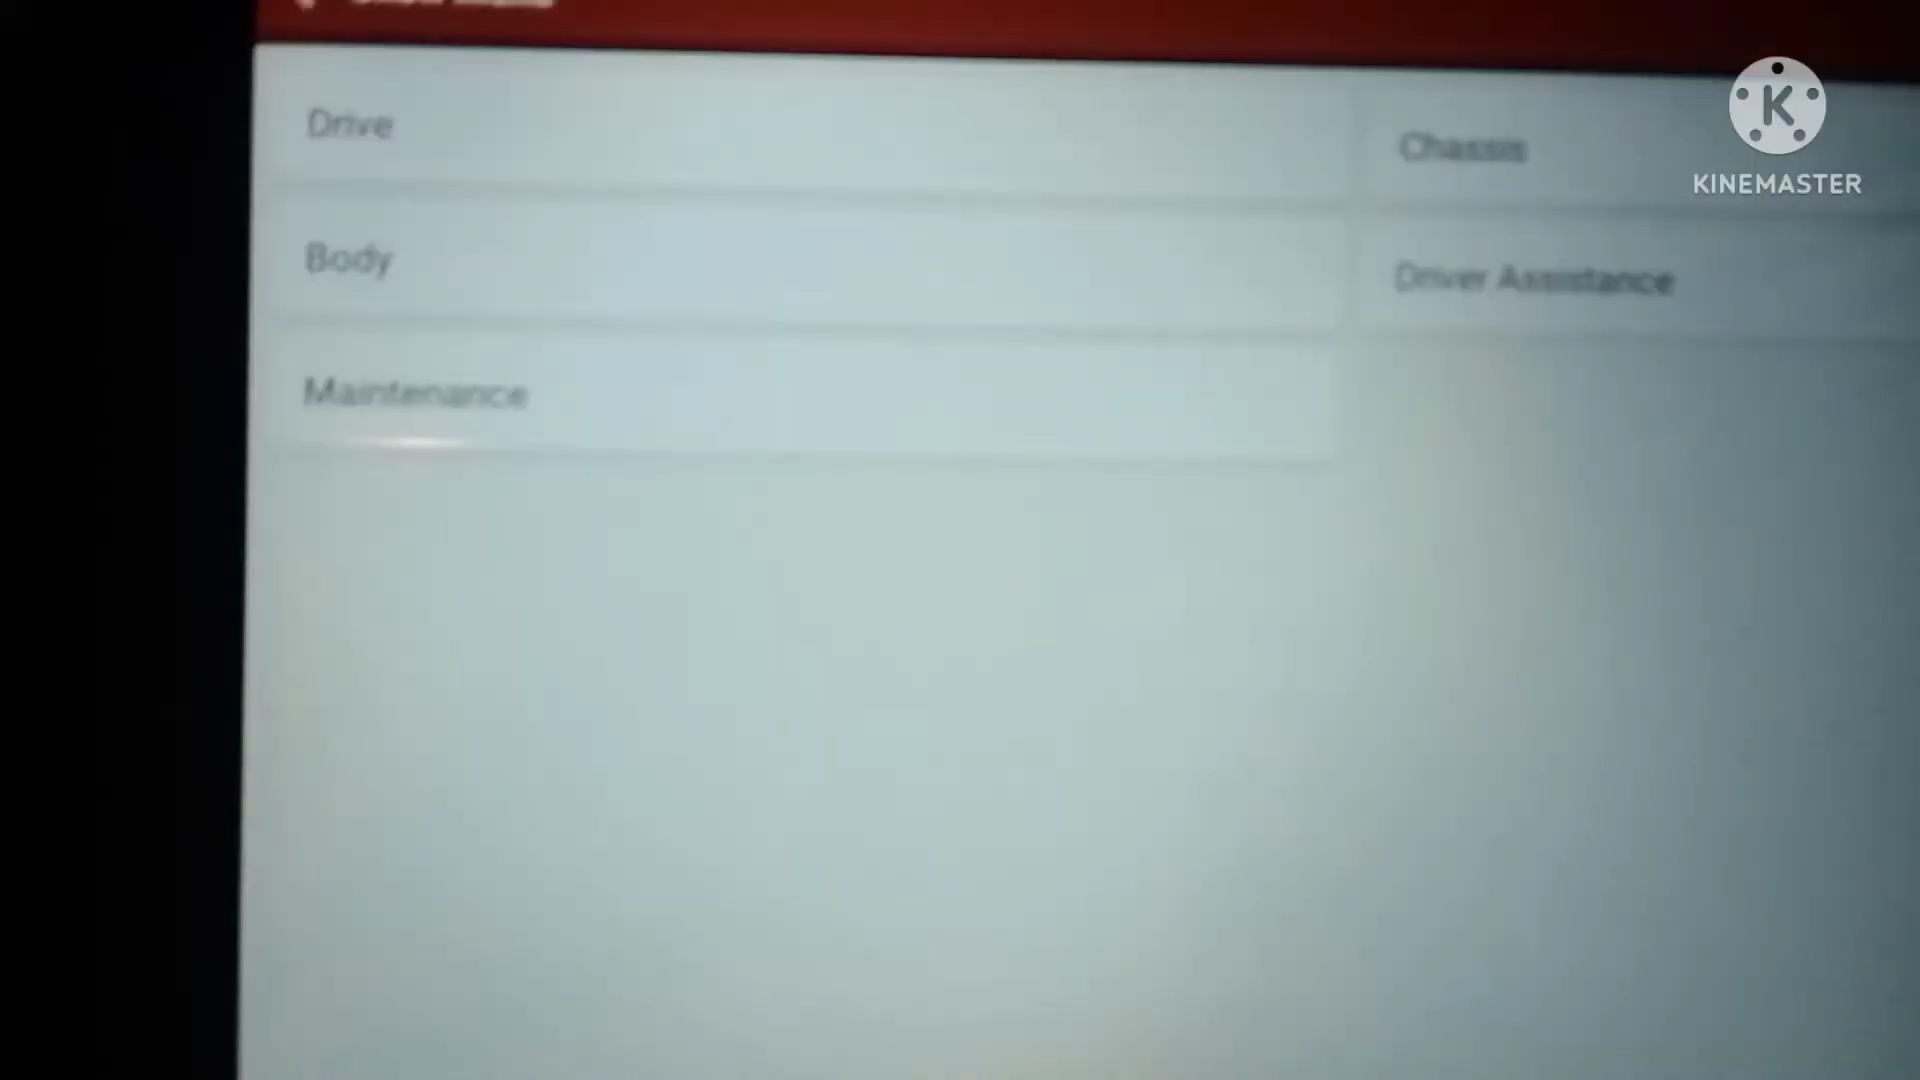 Drive
Chassis
Body
Driver Assistance
Maintenance
K
KINEMASTER